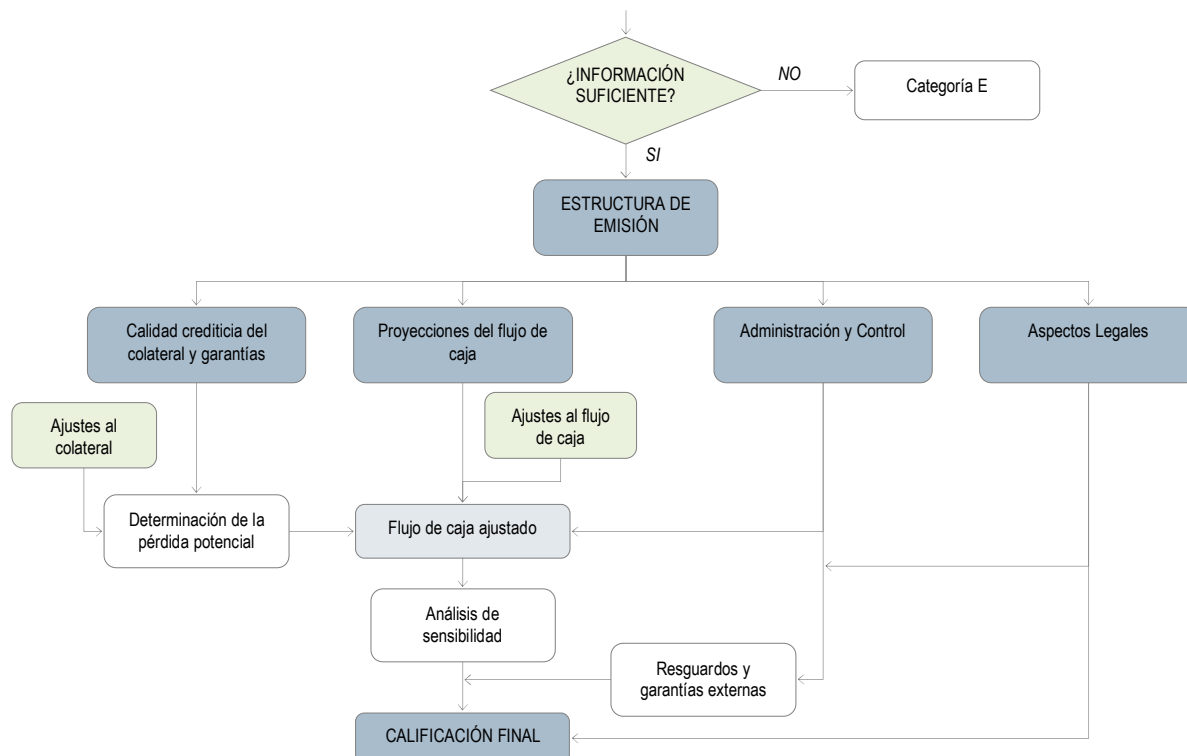 ¿INFORMACIÓN
SUFICIENTE?
NO
Categoría E
SI
ESTRUCTURA DE
EMISIÓN
Calidad crediticia del
colateral y garantías
Proyecciones del flujo de
caja
Administración y Control
Aspectos Legales
Ajustes al
colateral
Ajustes al flujo
de caja
Determinación de la
pérdida potencial
Flujo de caja ajustado
Análisis de
sensibilidad
Resguardos y
garantías externas
CALIFICACIÓN FINAL